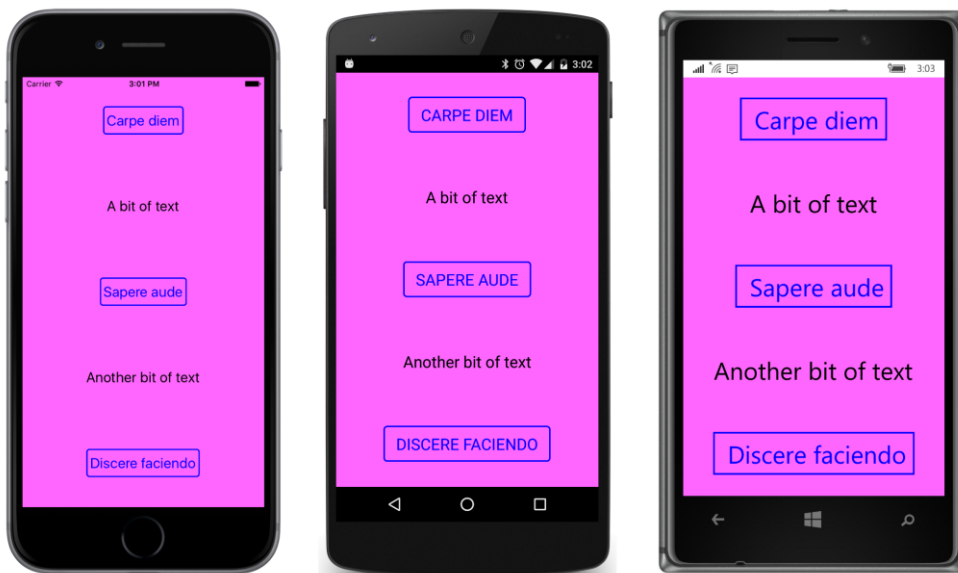 Carrier 3:01 PM
Carpe diem
A bit of text
Sapere aude
Another bit of text
Discere faciendo
3:02
CARPE DIEM
A bit of text
SAPERE AUDE
Another bit of text
DISCERE FACIENDO
3:03
Carpe diem
A bit of text
Sapere aude
Another bit of text
Discere faciendo